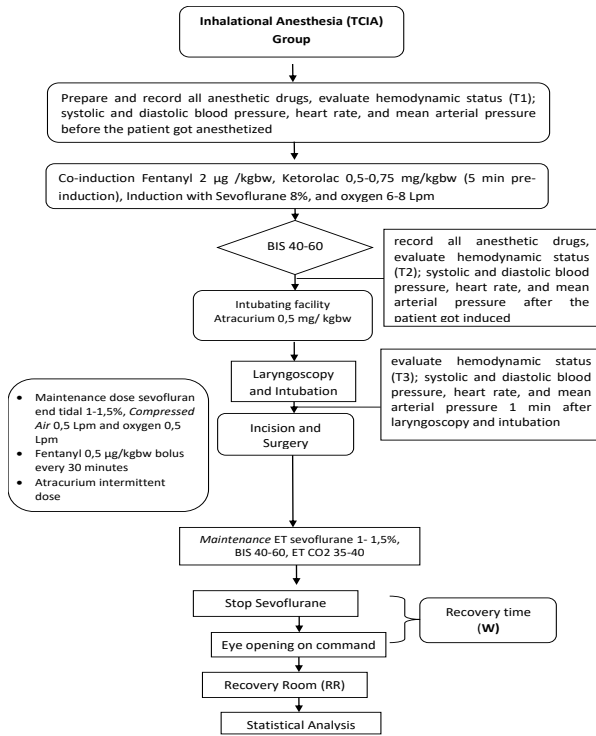 Inhalational Anesthesia (TCIA)
Group
Prepare and record all anesthetic drugs, evaluate hemodynamic status (T1);
systolic and diastolic blood pressure, heart rate, and mean arterial pressure
before the patient got anesthetized
Co-induction Fentanyl 2 µg /kgbw, Ketorolac 0,5-0,75 mg/kgbw (5 min pre-
induction), Induction with Sevoflurane 8%, and oxygen 6-8 Lpm
BIS 40-60
record all anesthetic drugs,
evaluate hemodynamic status
(T2); systolic and diastolic blood
pressure, heart rate, and mean
arterial pressure after the
patient got induced
Intubating facility
Atracurium 0,5 mg/ kgbw
Laryngoscopy
and Intubation
evaluate hemodynamic status
(T3); systolic and diastolic blood
pressure, heart rate, and mean
arterial pressure 1 min after
laryngoscopy and intubation
• Maintenance dose sevofluran
end tidal 1-1,5%, Compressed
Air 0,5 Lpm and oxygen 0,5
Lpm
• Fentanyl 0,5 µg/kgbw bolus
every 30 minutes
• Atracurium intermittent
dose
Incision and
Surgery
Maintenance ET sevoflurane 1- 1,5%,
BIS 40-60, ET CO2 35-40
Stop Sevoflurane
Eye opening on command
Recovery time
(W)
Recovery Room (RR)
Statistical Analysis